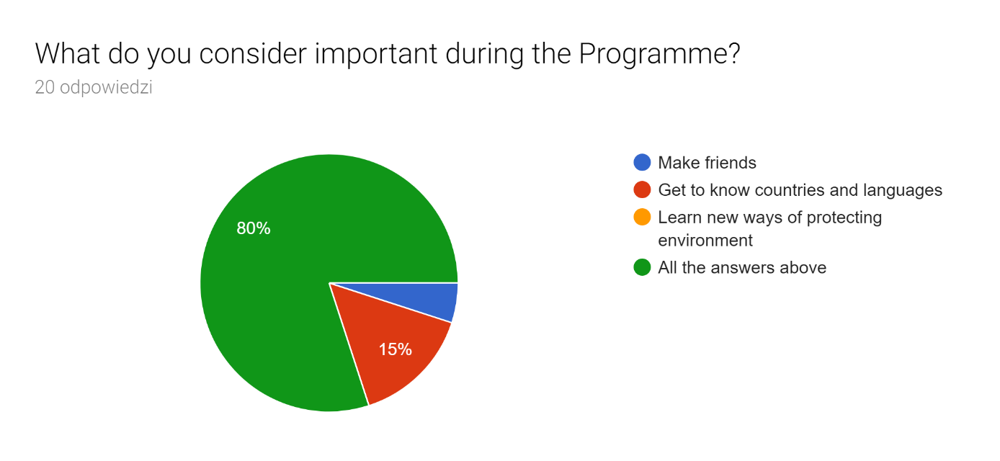 What do you consider important during the Programme?
20 odpowiedzi
80%
15%
Make friends
Get to know countries and languages
Learn new ways of protecting
environment
All the answers above